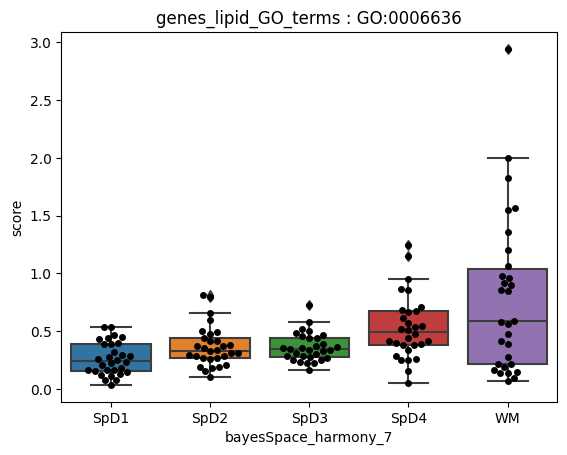 genes_lipid_GO_terms : GO:0006636
3.0
2.5
2.0
1.5
1.0
0.5
0.0
score
SpD1 SpD2 SpD3 SpD4 WM
bayesSpace_harmony_7